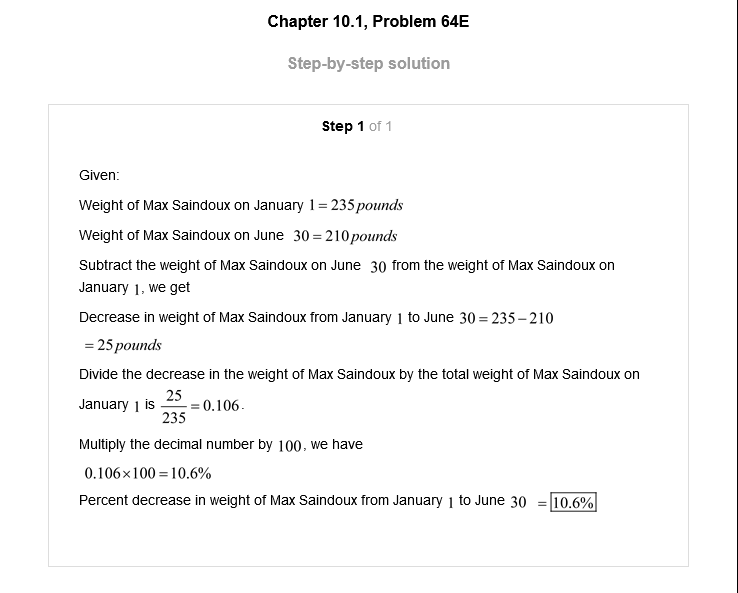 Chapter 10.1, Problem 64E
Step-by-step solution
Step 1 of 1
Given:
Weight of Max Saindoux on January 1 = 235 pounds
Weight of Max Saindoux on June 30 = 210 pounds
Subtract the weight of Max Saindoux on June 30 from the weight of Max Saindoux on
January 1, we get
Decrease in weight of Max Saindoux from January 1 to June 30 = 235 – 210
= 25 pounds
Divide the decrease in the weight of Max Saindoux by the total weight of Max Saindoux on
January 1 is 25/235 = 0.106.
Multiply the decimal number by 100, we have
0.106×100 = 10.6%
Percent decrease in weight of Max Saindoux from January 1 to June 30 = 10.6%